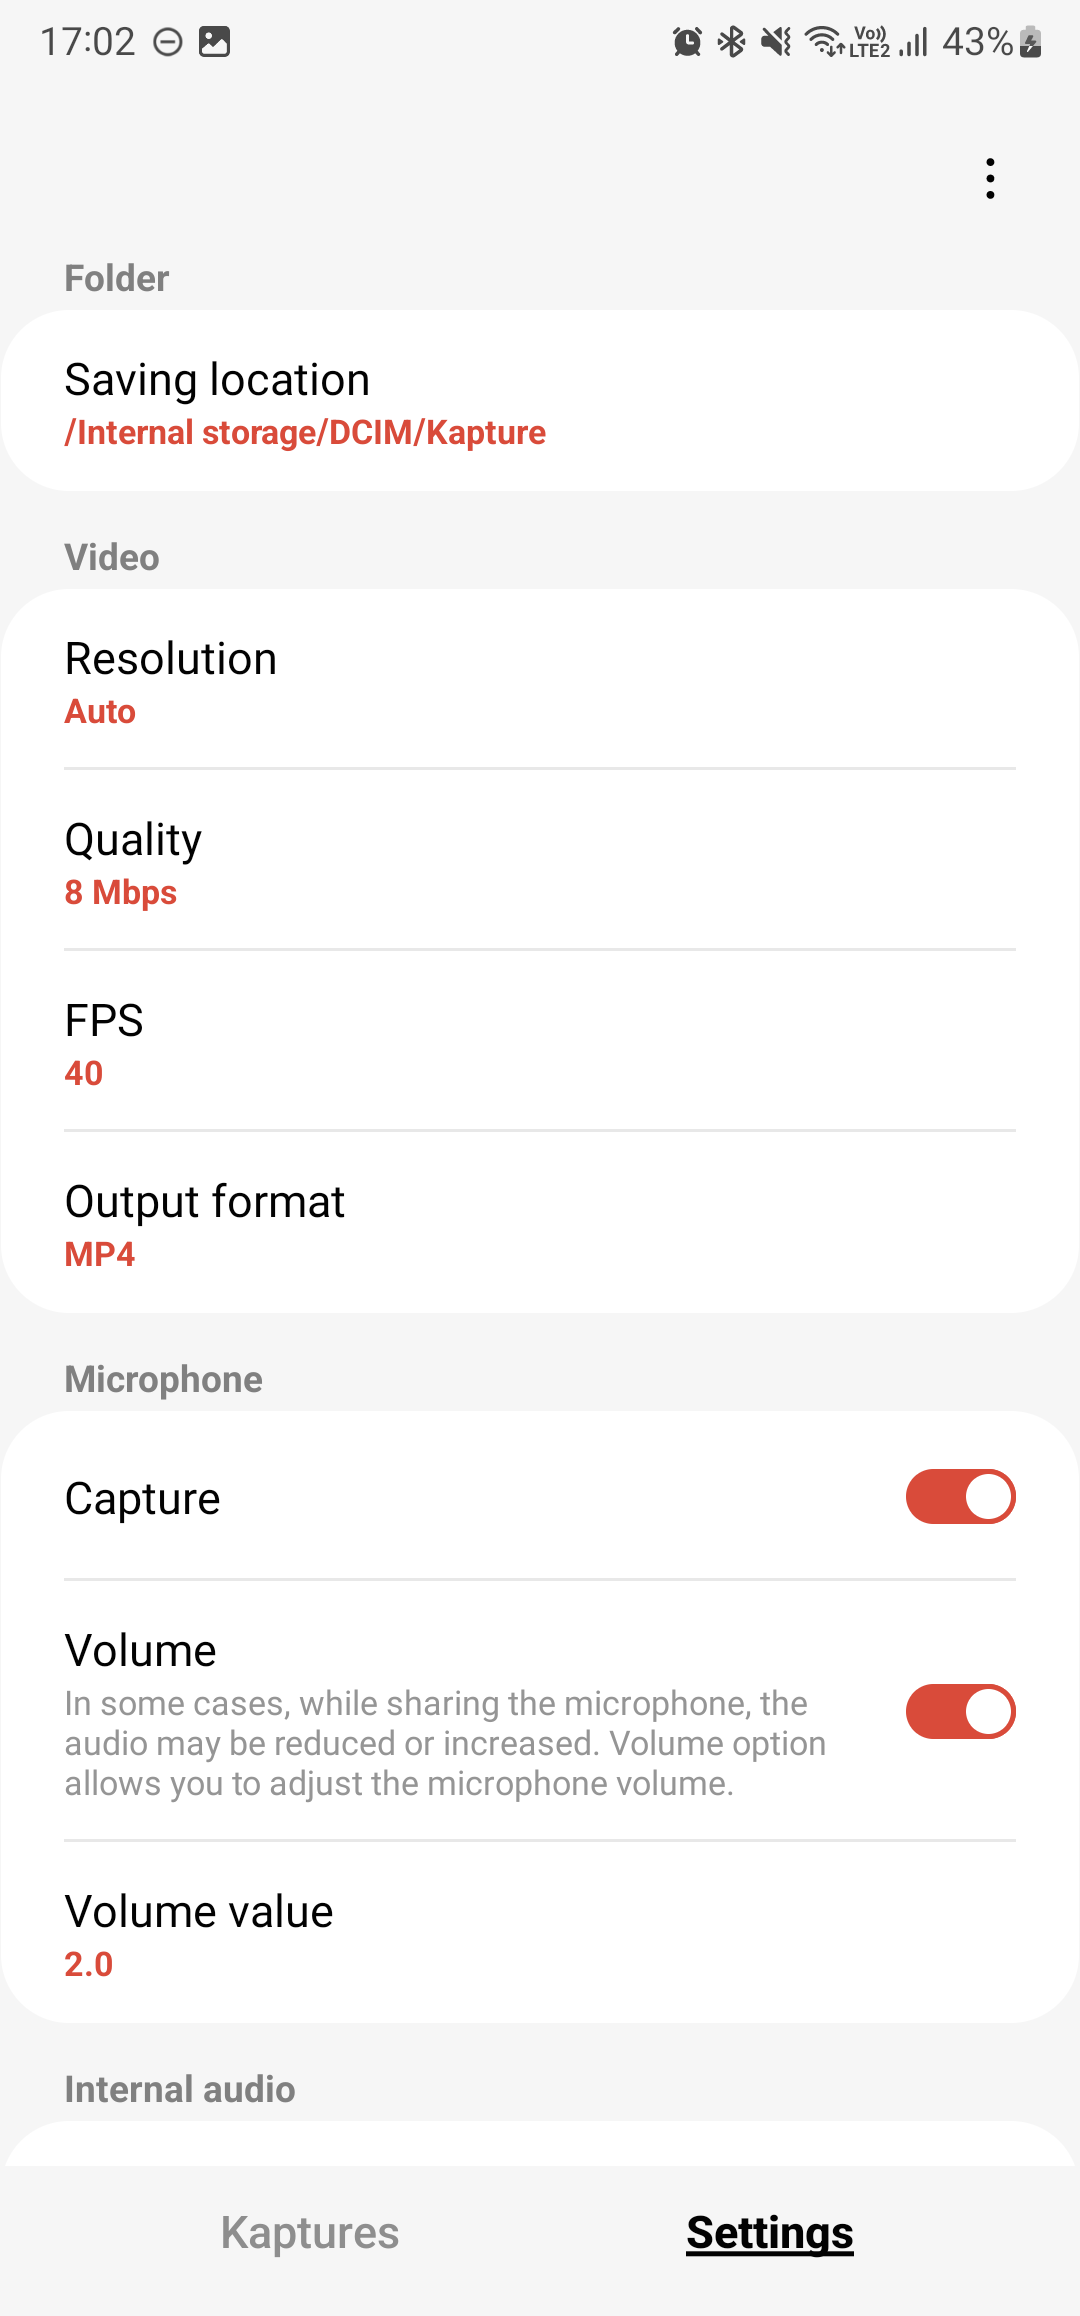 17:02
Vo)) LTE2 43%
Folder
Saving location
/Internal storage/DCIM/Kapture
Video
Resolution
Auto
Quality
8 Mbps
FPS
40
Output format
MP4
Microphone
Capture
Volume
In some cases, while sharing the microphone, the
audio may be reduced or increased. Volume option
allows you to adjust the microphone volume.
Volume value
2.0
Internal audio
Kaptures Settings